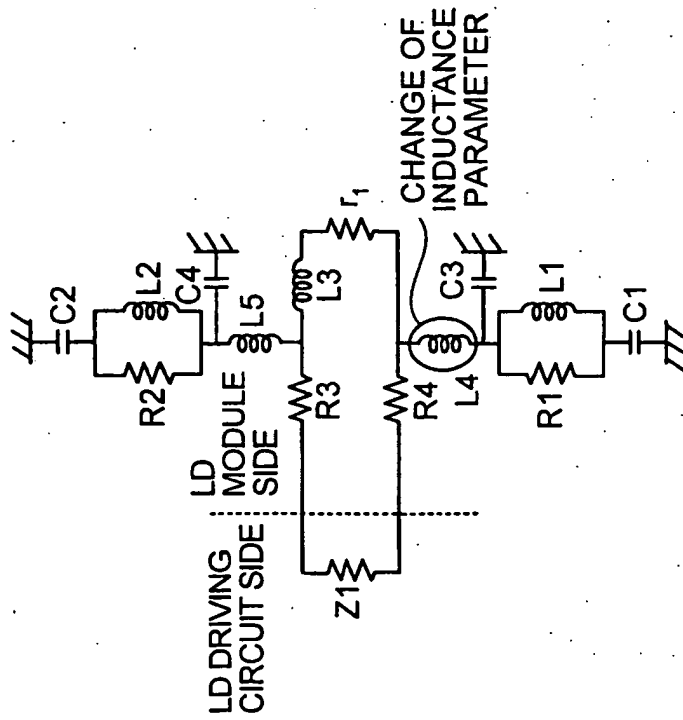 LD DRIVING
CIRCUIT SIDE
LD
MODULE
SIDE
Z1
R2
C2
L2
C4
L5
R3
L3
r1
R4
L4
C3
R1
L1
C1
CHANGE OF
INDUCTANCE
PARAMETER